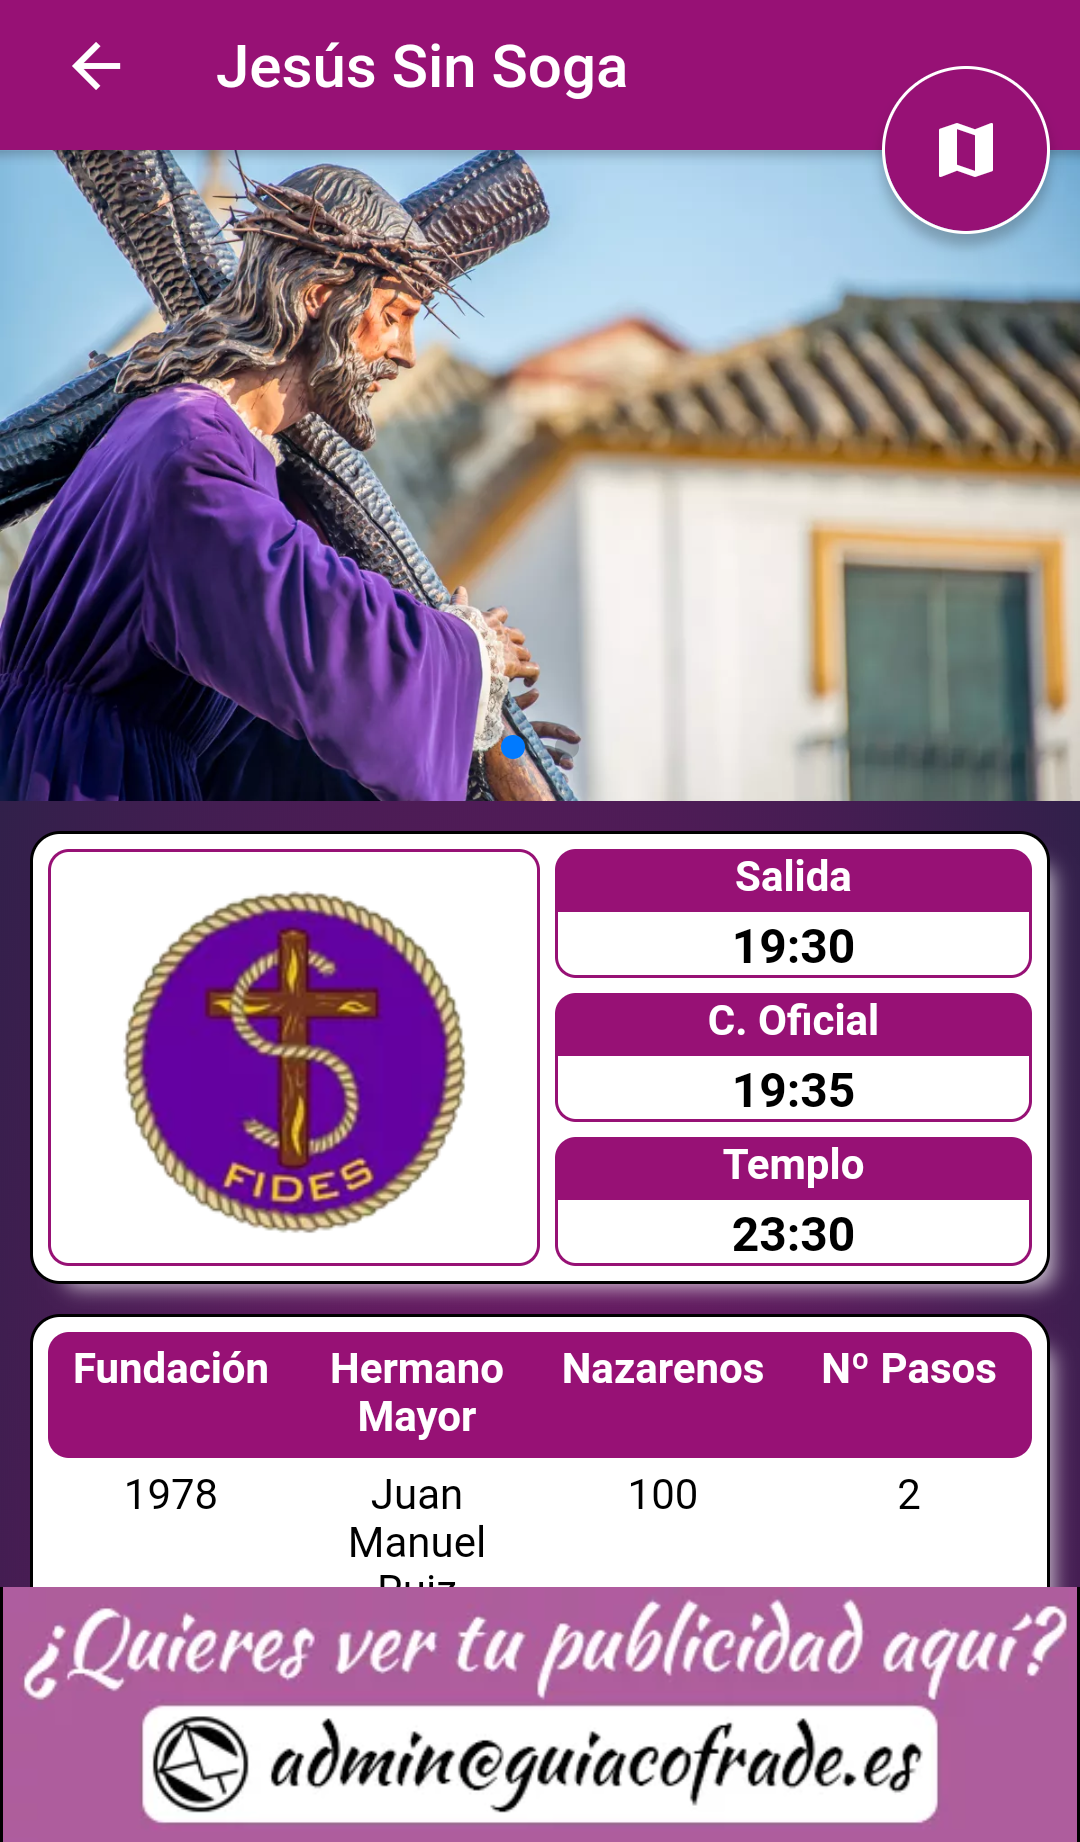 Jesús Sin Soga
Salida
19:30
C. Oficial
19:35
Templo
23:30
FIDES
Fundación
Hermano
Mayor
Nazarenos
Nº Pasos
1978
Juan
Manuel
Ruiz
100
2
¿Quieres ver tu publicidad aquí?
admin@guiacofrade.es